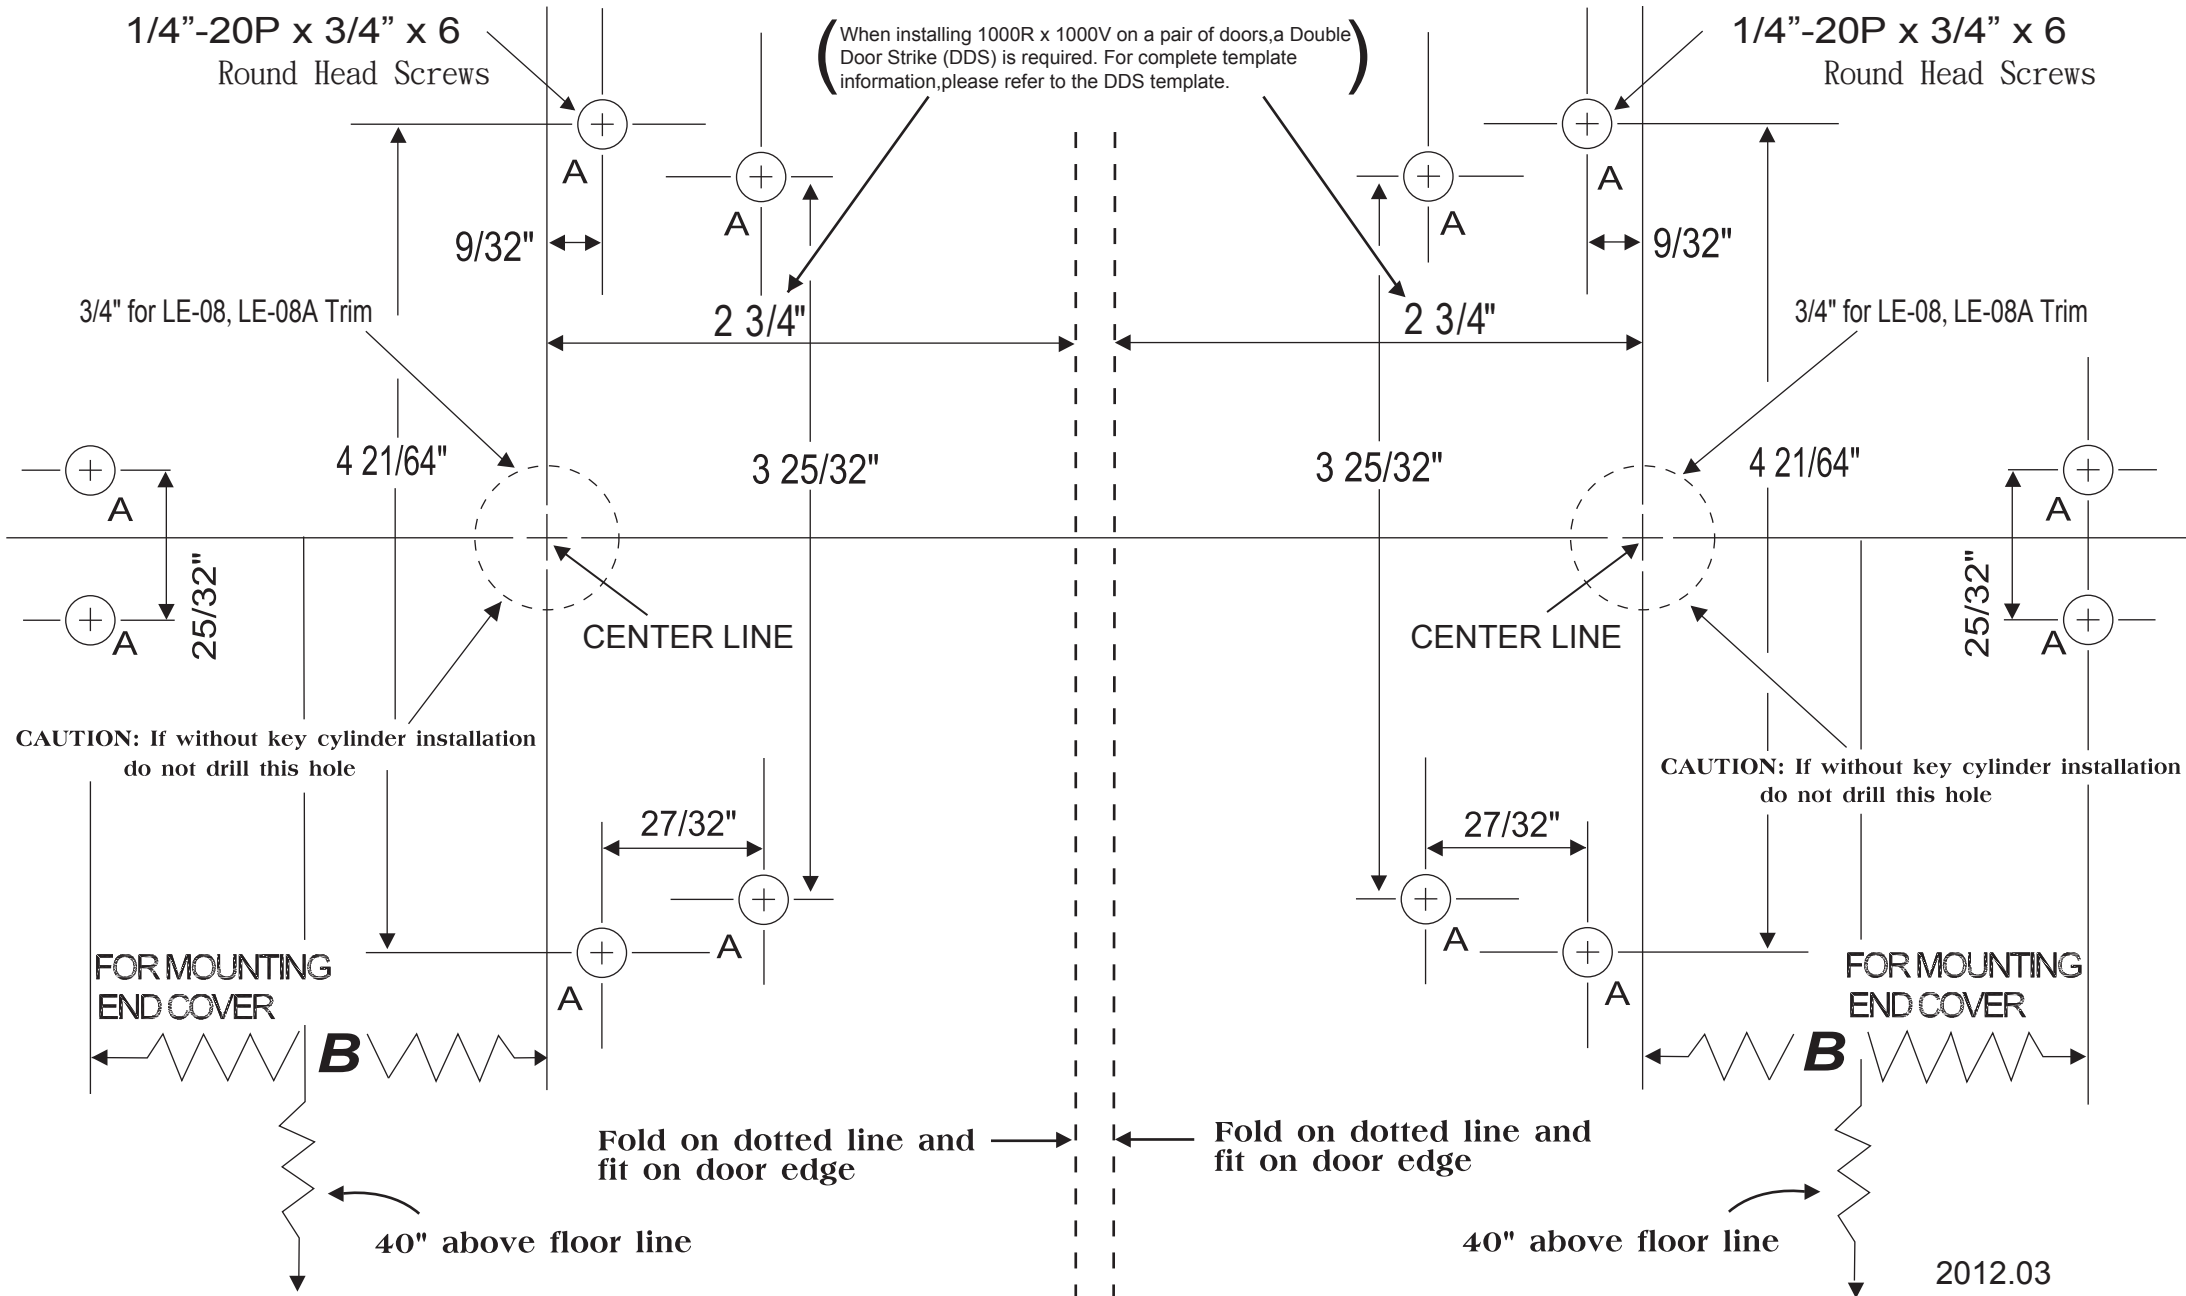 1/4”-20P x 3/4” x 6
Round Head Screws
When installing 1000R x 1000V on a pair of doors,a Double
Door Strike (DDS) is required. For complete template
information,please refer to the DDS template.
1/4”-20P x 3/4” x 6
Round Head Screws
A
A
A
A
9/32"
9/32"
3/4" for LE-08, LE-08A Trim
2 3/4"
2 3/4"
3/4" for LE-08, LE-08A Trim
4 21/64"
3 25/32"
3 25/32"
4 21/64"
A
A
25/32"
25/32"
A
A
CENTER LINE
CENTER LINE
CAUTION: If without key cylinder installation
do not drill this hole
CAUTION: If without key cylinder installation
do not drill this hole
27/32"
27/32"
A
A
A
A
FOR MOUNTING
END COVER
FOR MOUNTING
END COVER
B
B
Fold on dotted line and
fit on door edge
Fold on dotted line and
fit on door edge
40" above floor line
40" above floor line
2012.03